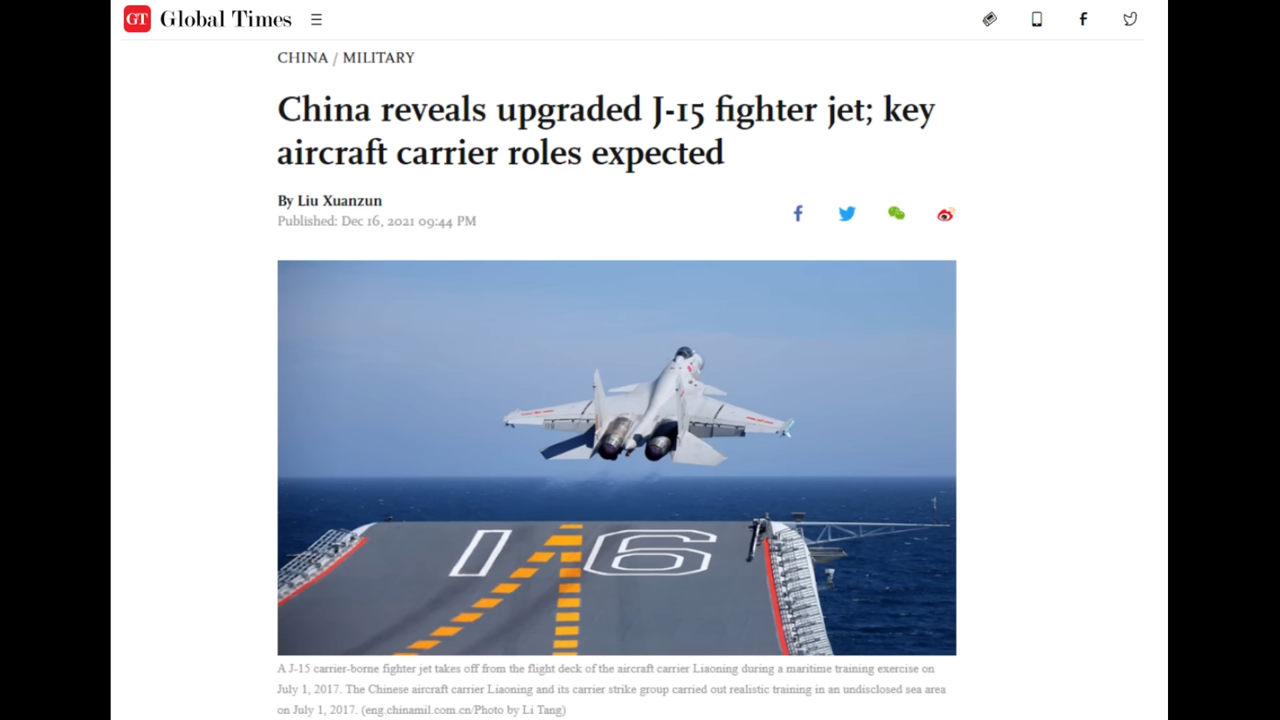 GT Global Times
CHINA / MILITARY
China reveals upgraded J-15 fighter jet; key
aircraft carrier roles expected
By Liu Xuanzun
Published: Dec 16, 2021 09:44 PM
16
A J-15 carrier-borne fighter jet takes off from the flight deck of the aircraft carrier Liaoning during a maritime training exercise on
July 1, 2017. The Chinese aircraft carrier Liaoning and its carrier strike group carried out realistic training in an undisclosed sea area
on July 1, 2017. (eng.chinamil.com.cn/Photo by Li Tang)